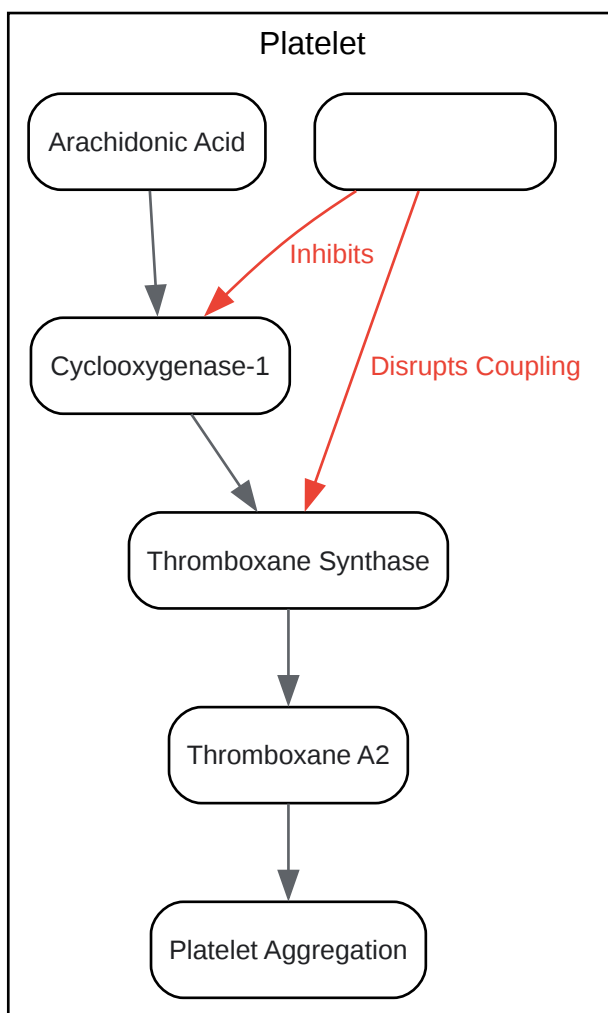 Platelet
Arachidonic Acid
Inhibits
Cyclooxygenase-1
Disrupts Coupling
Thromboxane Synthase
Thromboxane A2
Platelet Aggregation